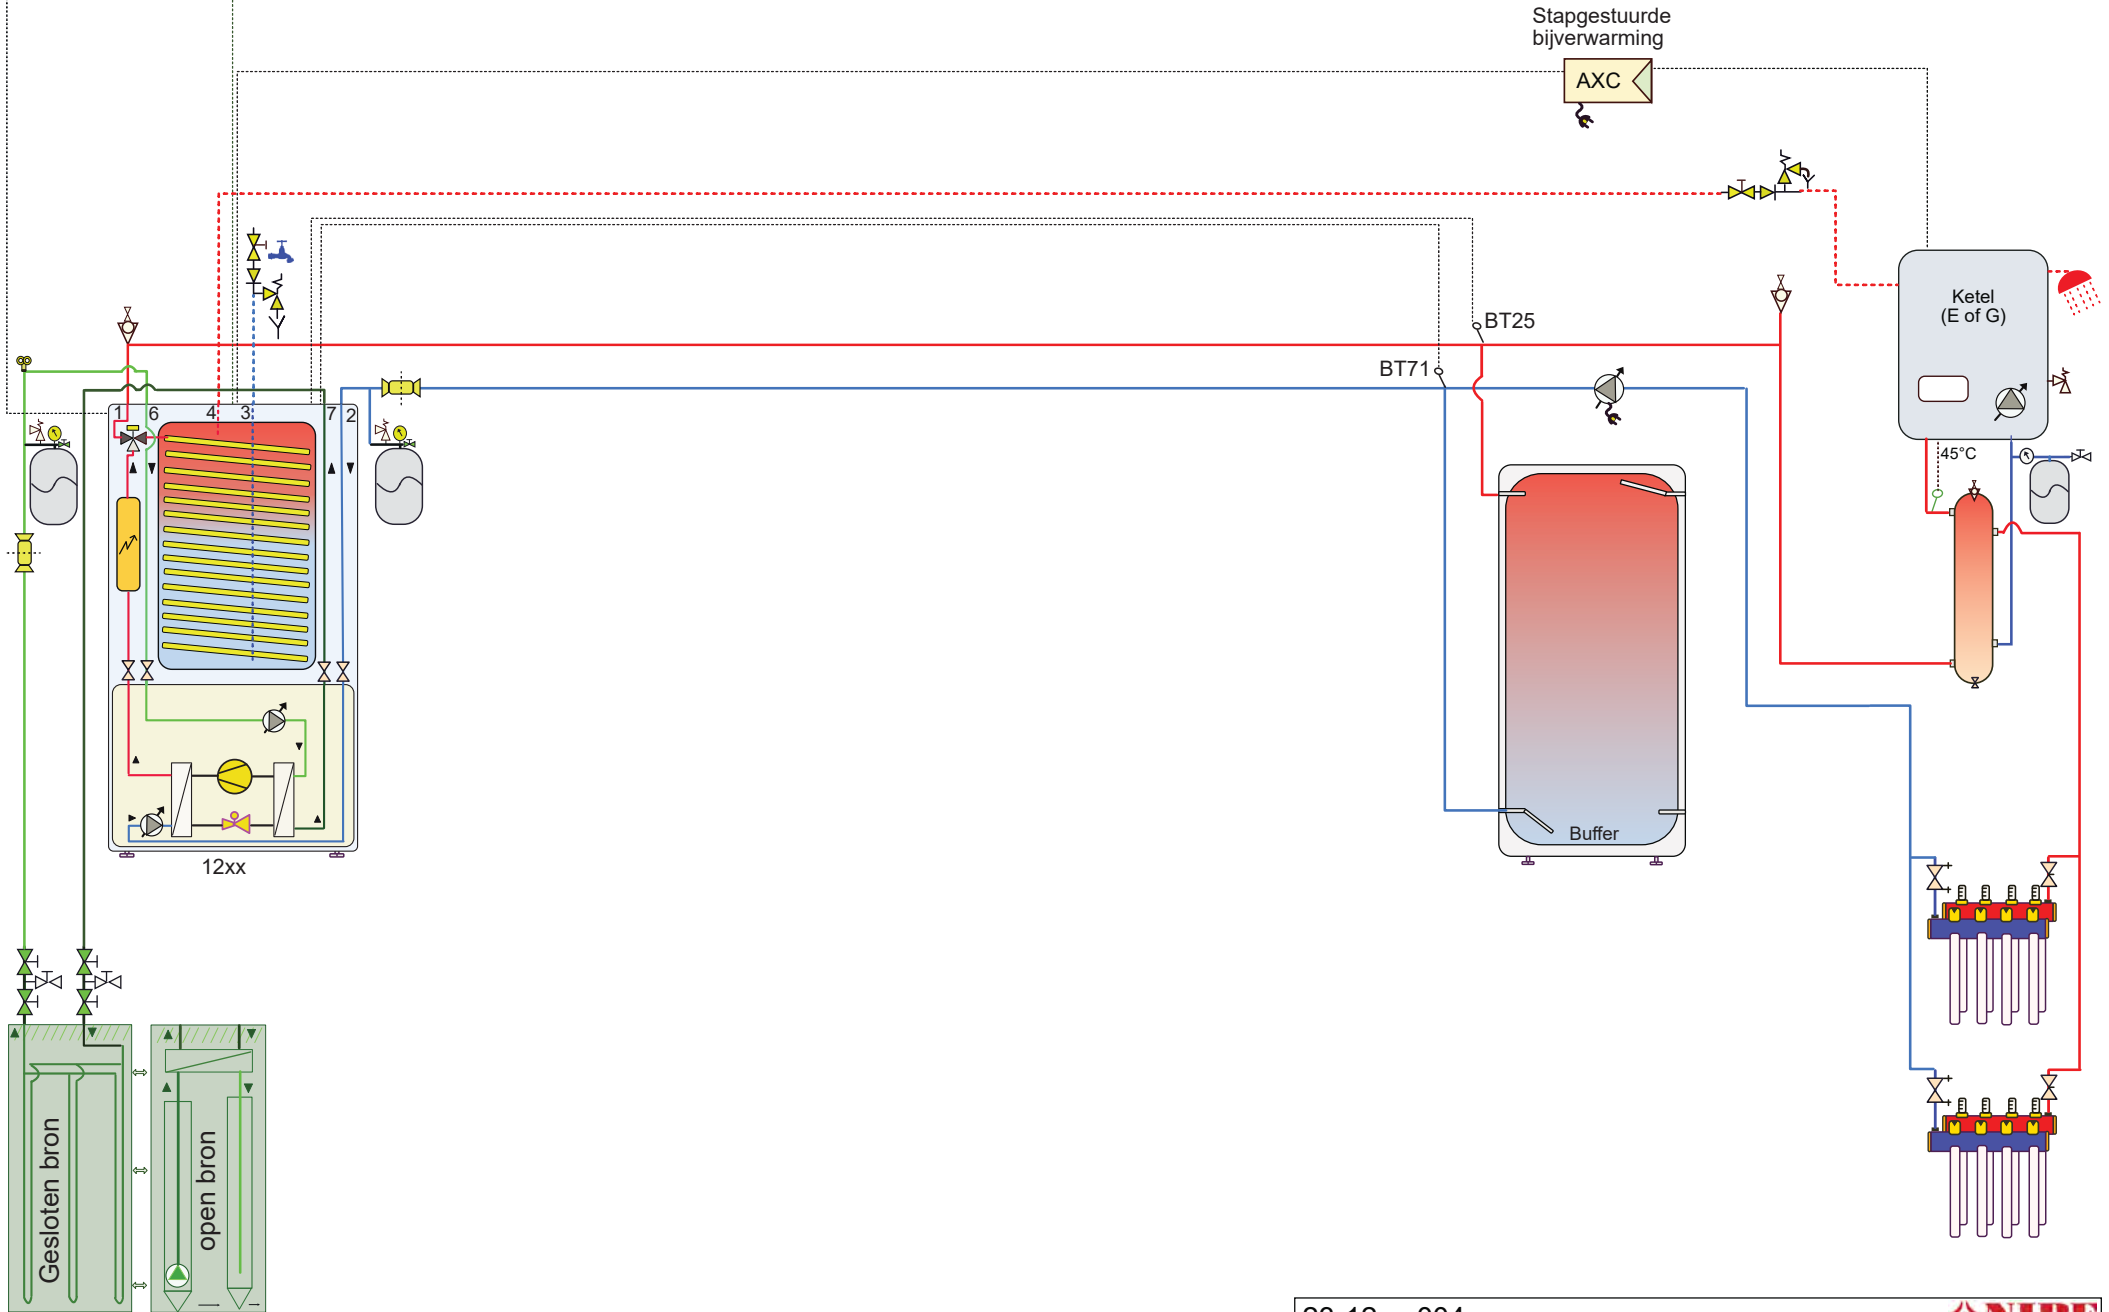 Stapgestuurde
bijverwarming
AXC
Ketel
(E of G)
BT25
BT71
1 6 4 3 7 2
45°C
Buffer
12xx
Gesloten bron
open bron